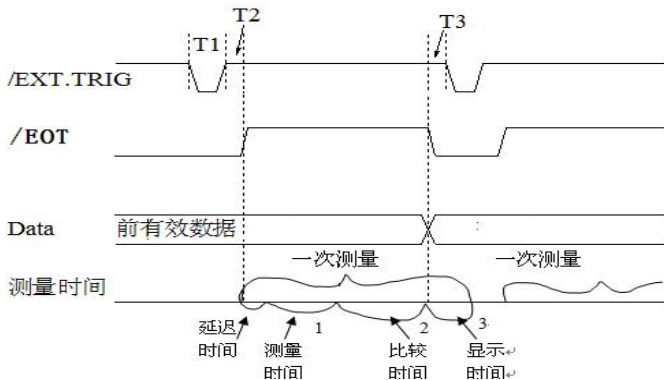 T2
T3
T1
/EXT.TRIG
/EOT
Data
前有效数据
一次测量
一次测量
测量时间
延迟
时间
测量
时间
1
比较
时间
2
3
显示
时间